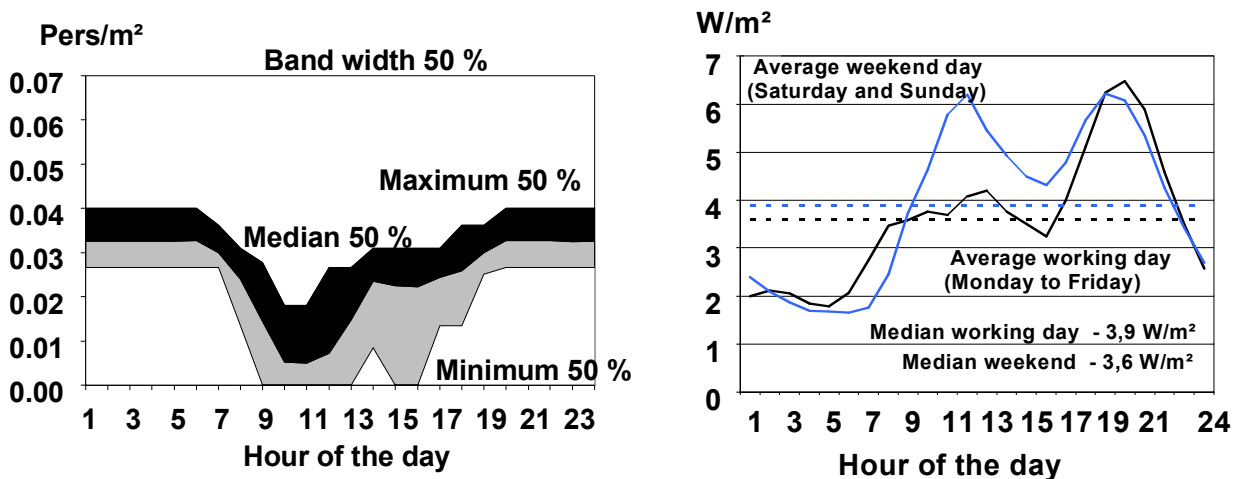 Pers/m²
Band width 50 %
0.07
0.06
0.05
0.04
0.03
0.02
0.01
0.00
Maximum 50 %
Median 50 %
Minimum 50 %
1 3 5 7 9 11 13 15 17 19 21 23
Hour of the day
W/m²
7
6
5
4
3
2
1
0
Average weekend day
(Saturday and Sunday)
Average working day
(Monday to Friday)
Median working day - 3,9 W/m²
Median weekend - 3,6 W/m²
1 3 5 7 9 11 13 15 17 19 21 24
Hour of the day